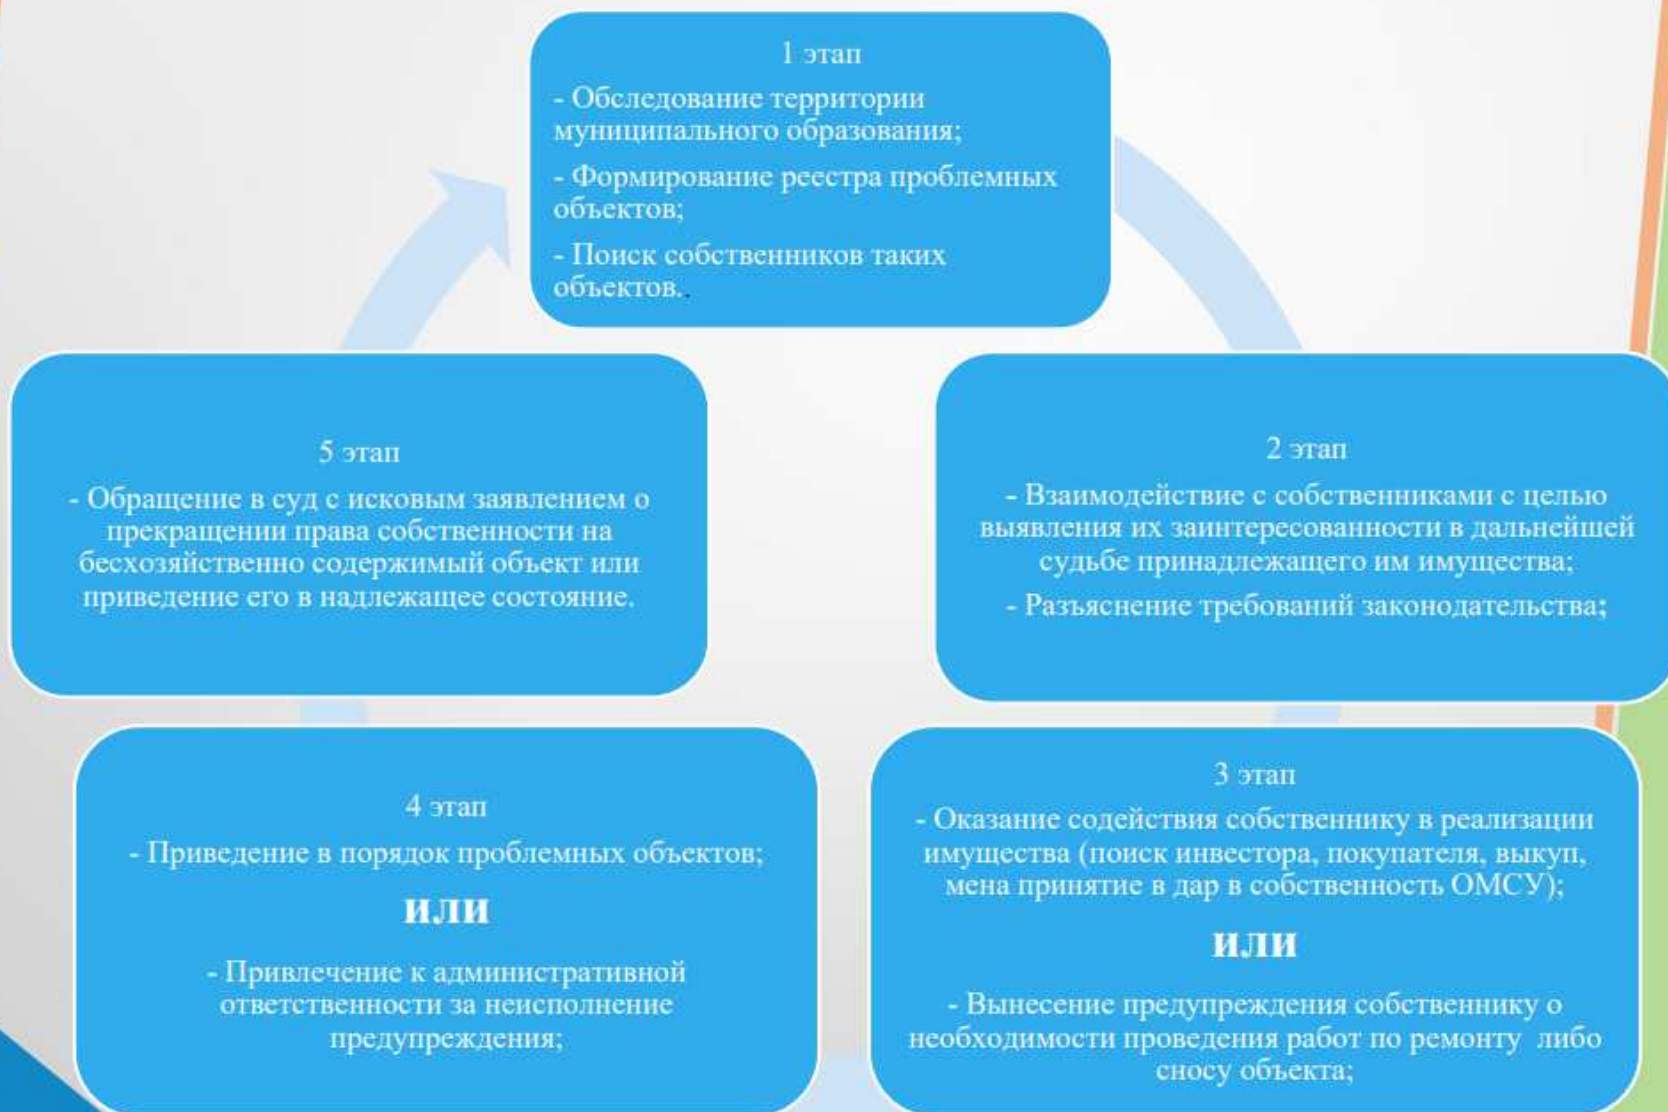 1 этап
- Обследование территории
муниципального образования;
- Формирование реестра проблемных
объектов;
- Поиск собственников таких
объектов..
2 этап
- Взаимодействие с собственниками с целью
выявления их заинтересованности в дальнейшей
судьбе принадлежащего им имущества;
- Разъяснение требований законодательства;
3 этап
- Оказание содействия собственнику в реализации
имущества (поиск инвестора, покупателя, выкуп,
мена принятие в дар в собственность ОМСУ);
или
- Вынесение предупреждения собственнику о
необходимости проведения работ по ремонту либо
сносу объекта;
4 этап
- Приведение в порядок проблемных объектов;
или
- Привлечение к административной
ответственности за неисполнение
предупреждения;
5 этап
- Обращение в суд с исковым заявлением о
прекращении права собственности на
бесхозяйственно содержимый объект или
приведение его в надлежащее состояние.